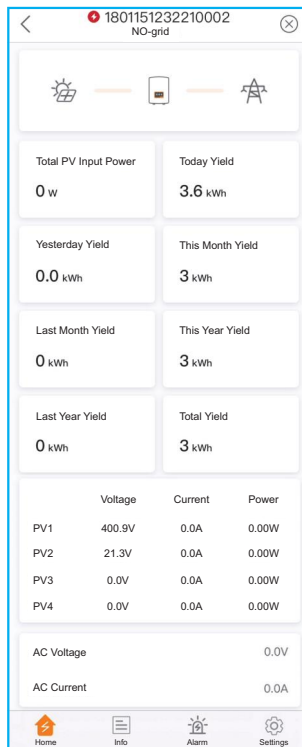 1801151232210002
NO-grid
Total PV Input Power
Today Yield
0 W
3.6 kWh
Yesterday Yield
This Month Yield
0.0 kWh
3 kWh
Last Month Yield
This Year Yield
0 kWh
3 kWh
Last Year Yield
Total Yield
0 kWh
3 kWh
Voltage Current Power
PV1 400.9V 0.0A 0.00W
PV2 21.3V 0.0A 0.00W
PV3 0.0V 0.0A 0.00W
PV4 0.0V 0.0A 0.00W
AC Voltage 0.0V
AC Current 0.0A
Home Info Alarm Settings